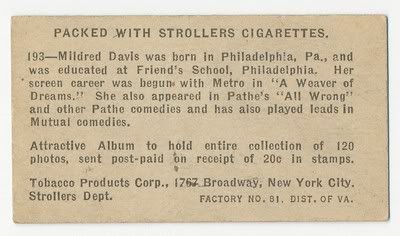 PACKED WITH STROLLERS CIGARETTES.
193—Mildred Davis was born in Philadelphia, Pa., and
was educated at Friend's School, Philadelphia. Her
screen career was begun with Metro in "A Weaver of
Dreams." She also appeared in Pathe's "All Wrong"
and other Pathe comedies and has also played leads in
Mutual comedies.
Attractive Album to hold entire collection of 120
photos, sent post-paid on receipt of 20c in stamps.
Tobacco Products Corp., 1767 Broadway, New York City.
Strollers Dept. FACTORY NO. 81. DIST. OF VA.